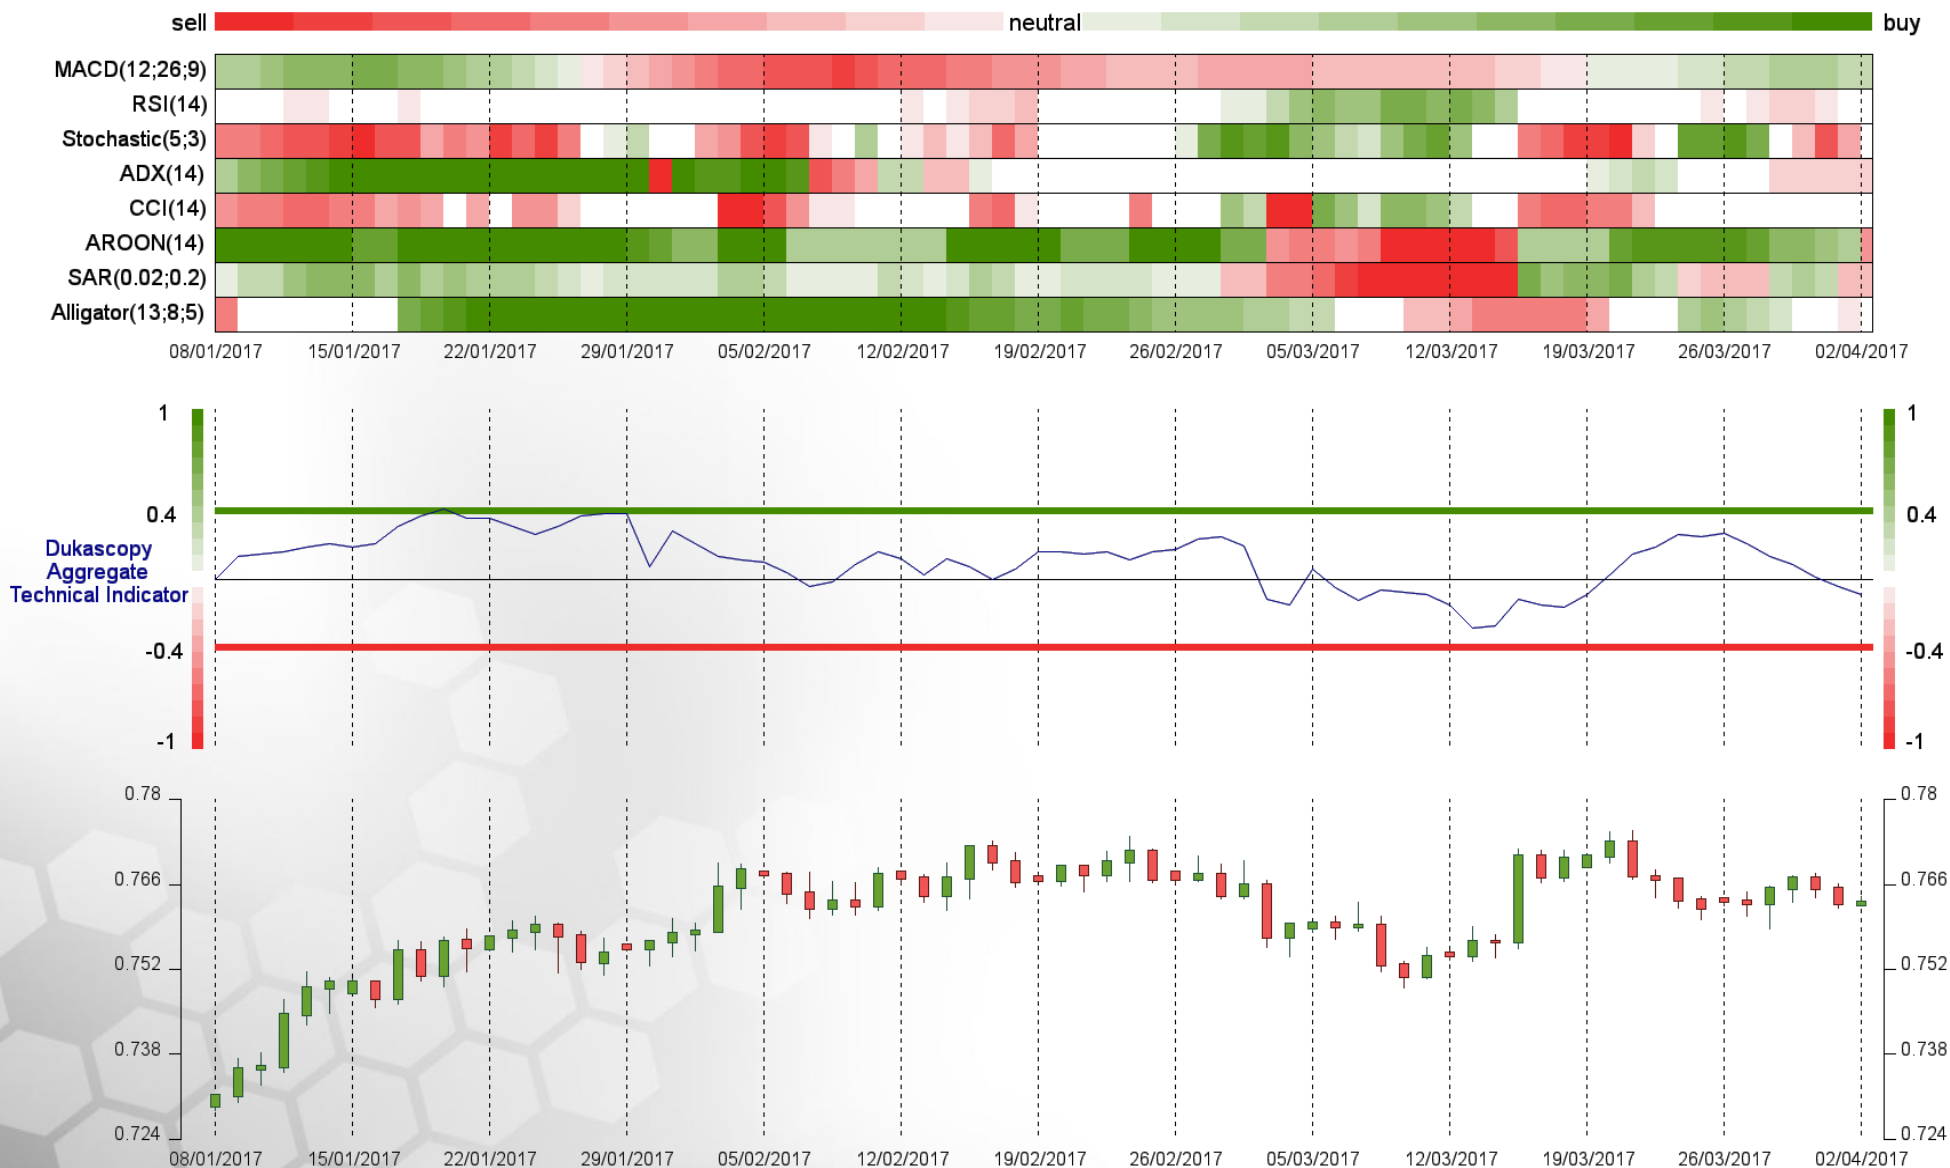 sell neutral buy
MACD(12;26;9)
RSI(14)
Stochastic(5;3)
ADX(14)
CCI(14)
AROON(14)
SAR(0.02;0.2)
Alligator(13;8;5)
08/01/2017 15/01/2017 22/01/2017 29/01/2017 05/02/2017 12/02/2017 19/02/2017 26/02/2017 05/03/2017 12/03/2017 19/03/2017 26/03/2017 02/04/2017
1 1
0.4 0.4
Dukascopy
Aggregate
Technical Indicator
-0.4 -0.4
-1 -1
0.78 0.78
0.766 0.766
0.752 0.752
0.738 0.738
0.724 0.724
08/01/2017 15/01/2017 22/01/2017 29/01/2017 05/02/2017 12/02/2017 19/02/2017 26/02/2017 05/03/2017 12/03/2017 19/03/2017 26/03/2017 02/04/2017